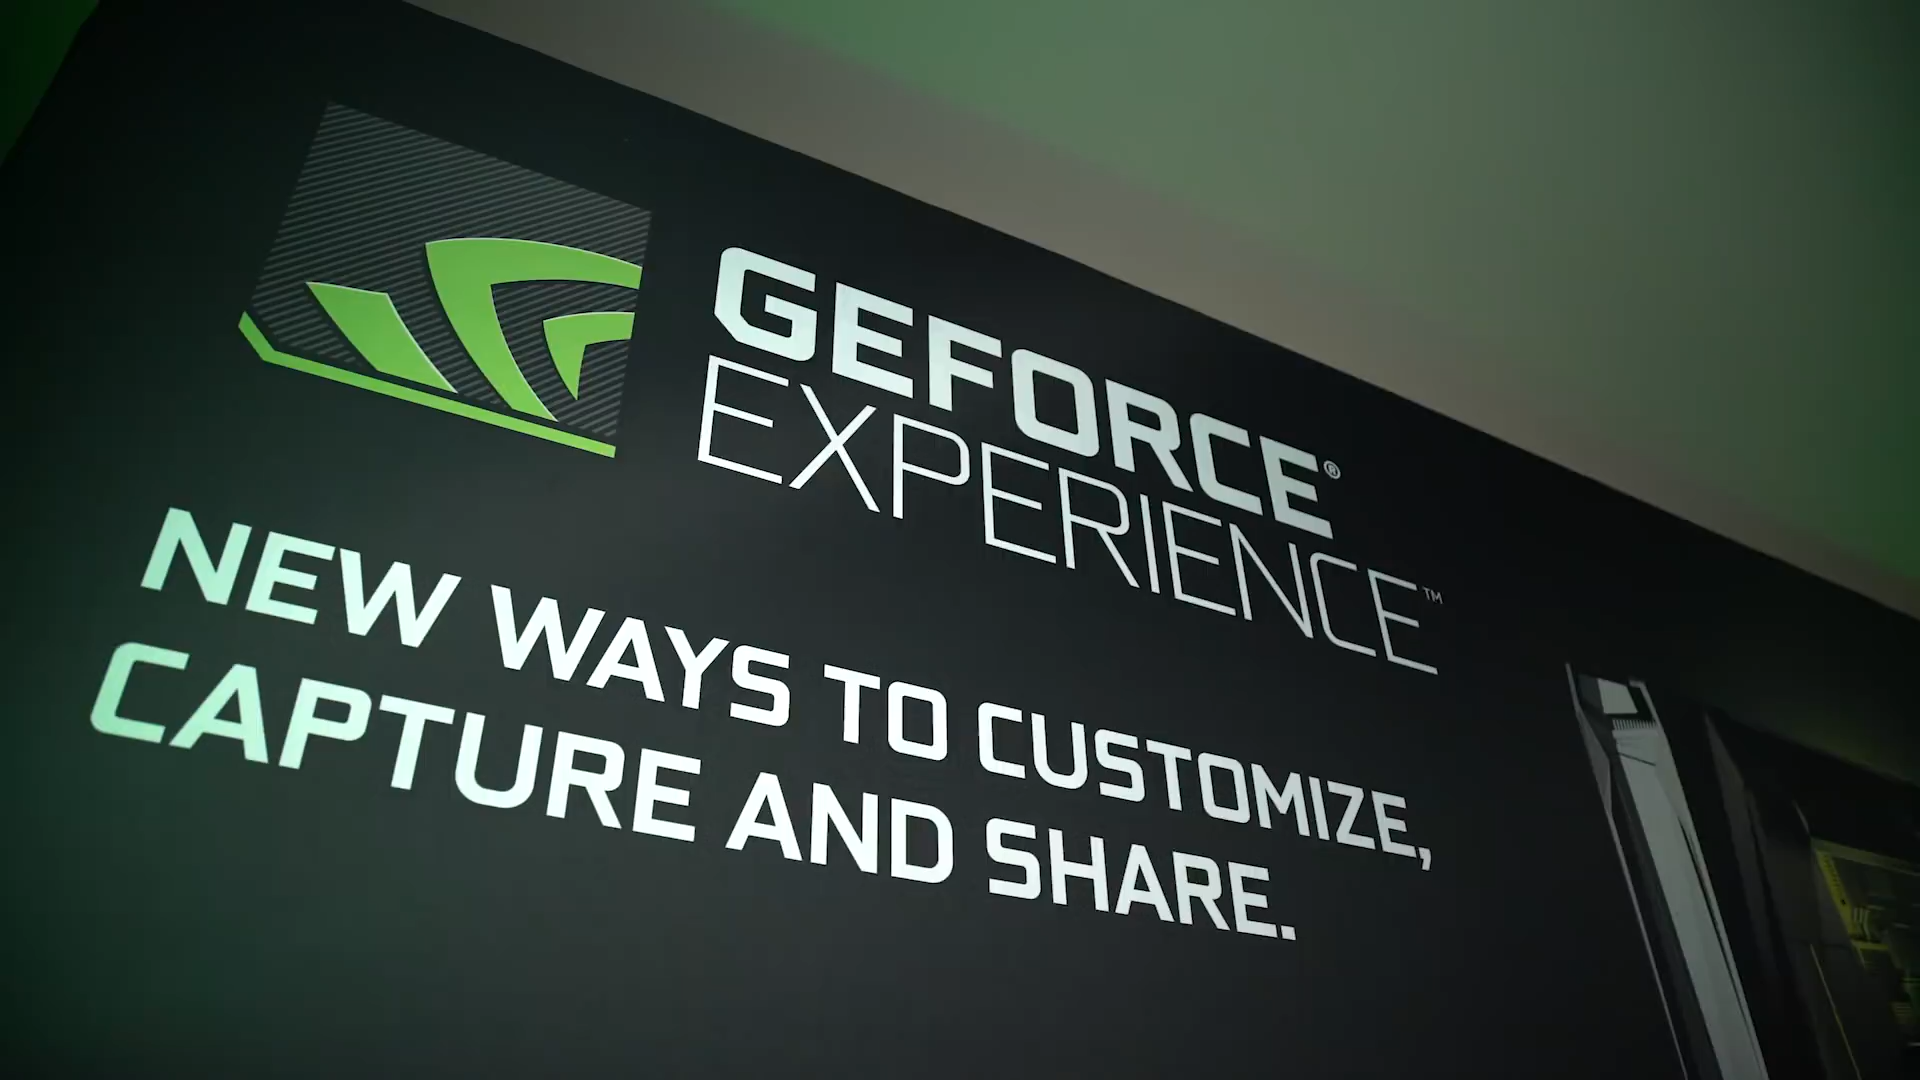 GEFORCE®
EXPERIENCE™
NEW WAYS TO CUSTOMIZE,
CAPTURE AND SHARE.